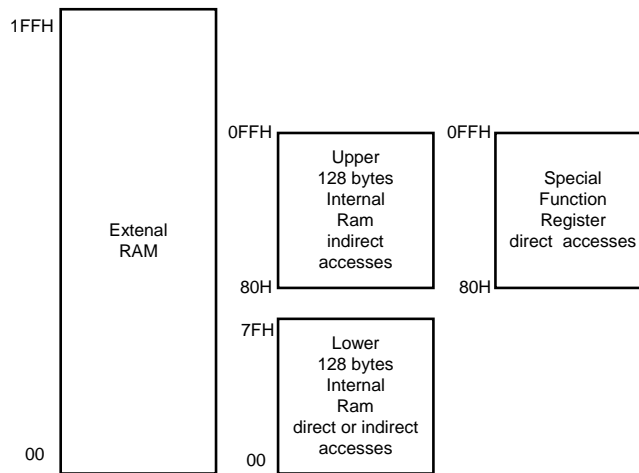 1FFH
Extenal
RAM
00
0FFH
Upper
128 bytes
Internal
Ram
indirect
accesses
80H
7FH
Lower
128 bytes
Internal
Ram
direct or indirect
accesses
00
0FFH
Special
Function
Register
direct accesses
80H